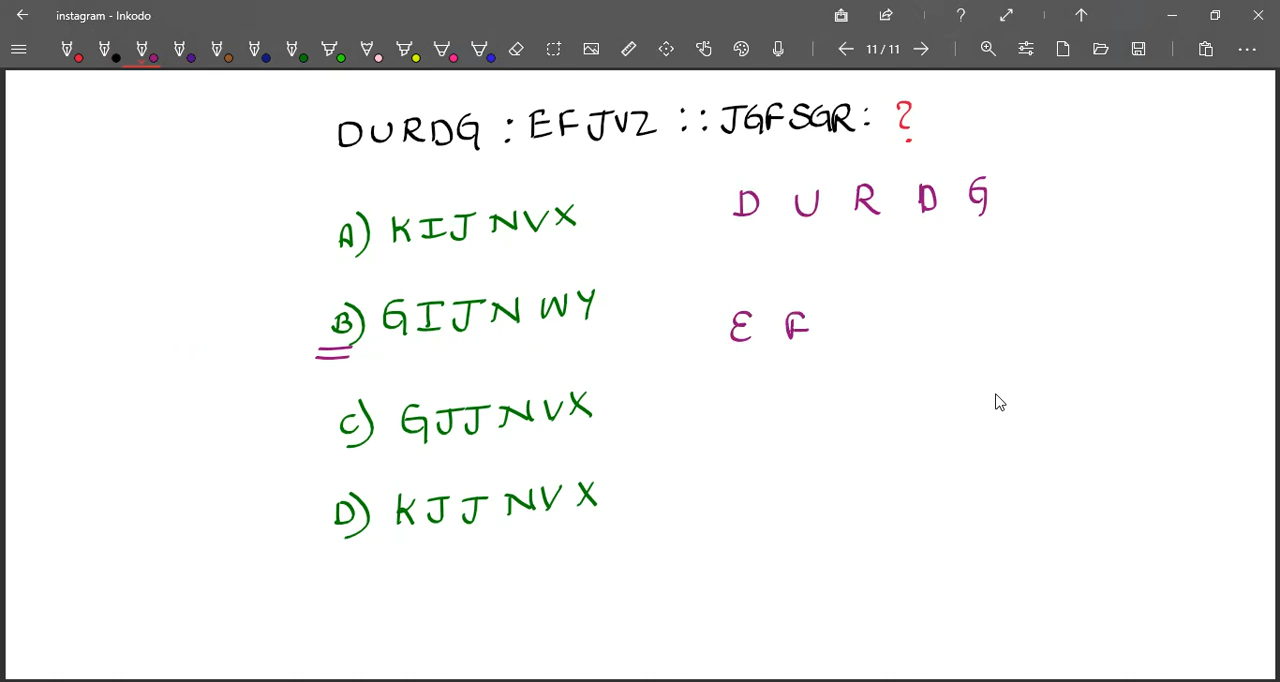 instagram - Inkodo
11/11
DURDG : EFJVZ :: JGFSGR : ?
A) KIJNVX
B) GIJNWY
C) GJJNVX
D) KJJNVX
D U R D G
E F